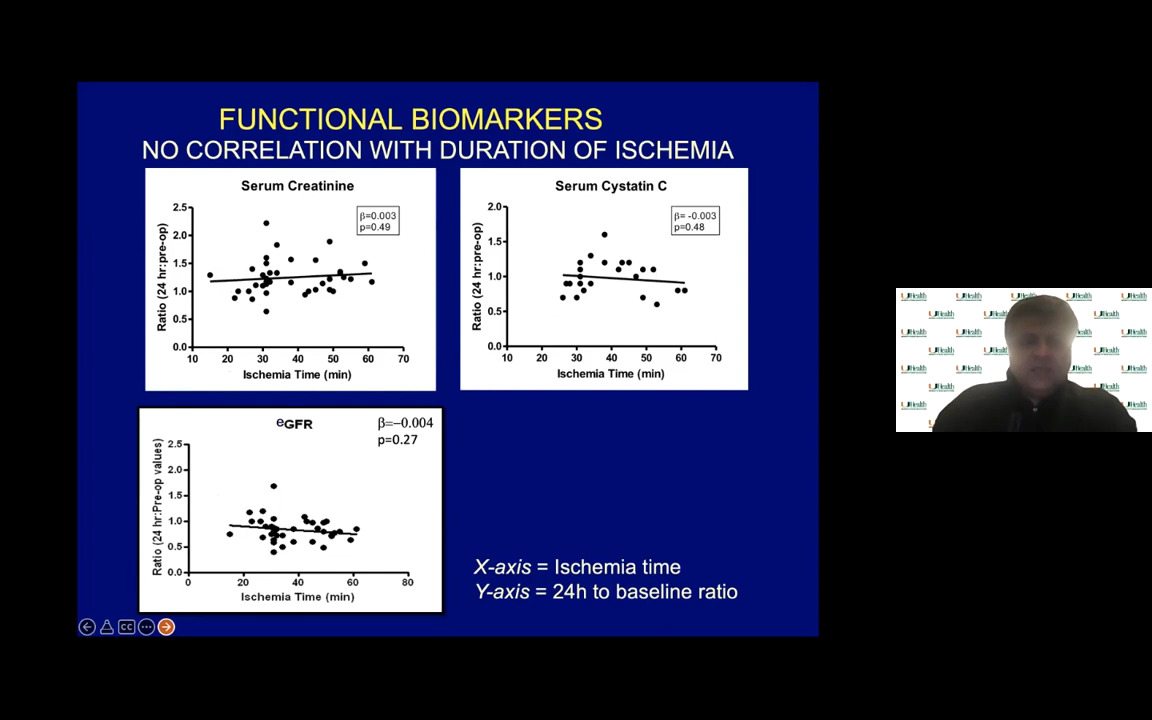 FUNCTIONAL BIOMARKERS
NO CORRELATION WITH DURATION OF ISCHEMIA
Serum Creatinine
β=0.003
p=0.49
Ratio (24 hr:pre-op)
2.5
2.0
1.5
1.0
0.5
0.0
10 20 30 40 50 60 70
Ischemia Time (min)
Serum Cystatin C
β= -0.003
p=0.48
Ratio (24 hr:pre-op)
2.0
1.5
1.0
0.5
0.0
10 20 30 40 50 60 70
Ischemia Time (min)
eGFR
β=−0.004
p=0.27
Ratio (24 hr:Pre-op values)
2.5
2.0
1.5
1.0
0.5
0.0
0 20 40 60 80
Ischemia Time (min)
X-axis = Ischemia time
Y-axis = 24h to baseline ratio
CC
UHealth